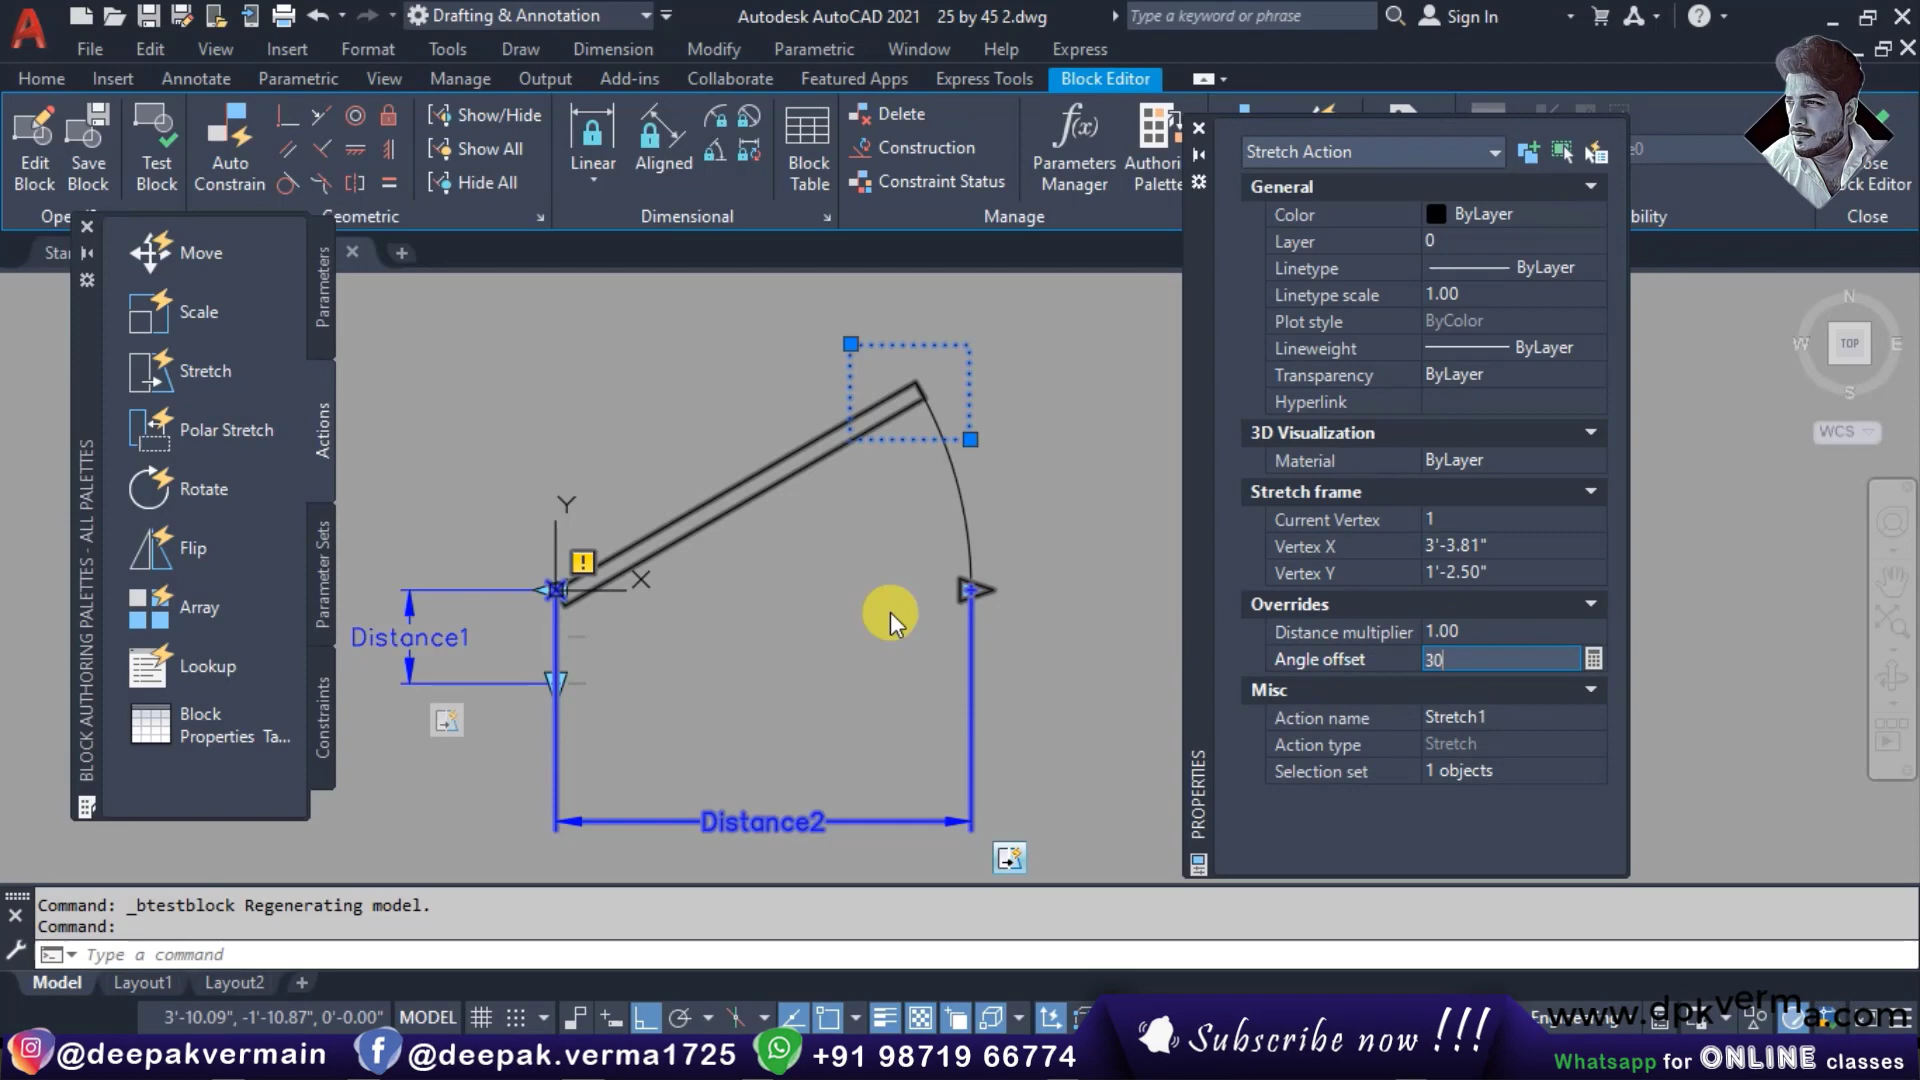 Drafting & Annotation
Autodesk AutoCAD 2021 25 by 45 2.dwg
Type a keyword or phrase
Sign In
File Edit View Insert Format Tools Draw Dimension Modify Parametric Window Help Express
Home Insert Annotate Parametric View Manage Output Add-ins Collaborate Featured Apps Express Tools Block Editor
Edit Block
Save Block
Test Block
Auto Constrain
Show/Hide
Show All
Hide All
Geometric
Linear
Aligned
Dimensional
Block Table
Delete
Construction
Constraint Status
Manage
Parameters Manager
Close
Move
Scale
Stretch
Polar Stretch
Rotate
Flip
Array
Lookup
Block Properties Ta...
Parameters
Actions
Parameter Sets
Constraints
BLOCK AUTHORING PALETTES - ALL PALETTES
Y
X
!
Distance1
Distance2
PROPERTIES
Stretch Action
General
Color ByLayer
Layer 0
Linetype ByLayer
Linetype scale 1.00
Plot style ByColor
Lineweight ByLayer
Transparency ByLayer
Hyperlink
3D Visualization
Material ByLayer
Stretch frame
Current Vertex 1
Vertex X 3'-3.81"
Vertex Y 1'-2.50"
Overrides
Distance multiplier 1.00
Angle offset 30
Misc
Action name Stretch1
Action type Stretch
Selection set 1 objects
N
W TOP E
S
WCS
Command: _btestblock Regenerating model.
Command:
Type a command
Model Layout1 Layout2
3'-10.09", -1'-10.87", 0'-0.00" MODEL
www.dpkverma.com
@deepakvermain @deepak.verma1725 +91 98719 66774
Subscribe now !!!
Whatsapp for ONLINE classes